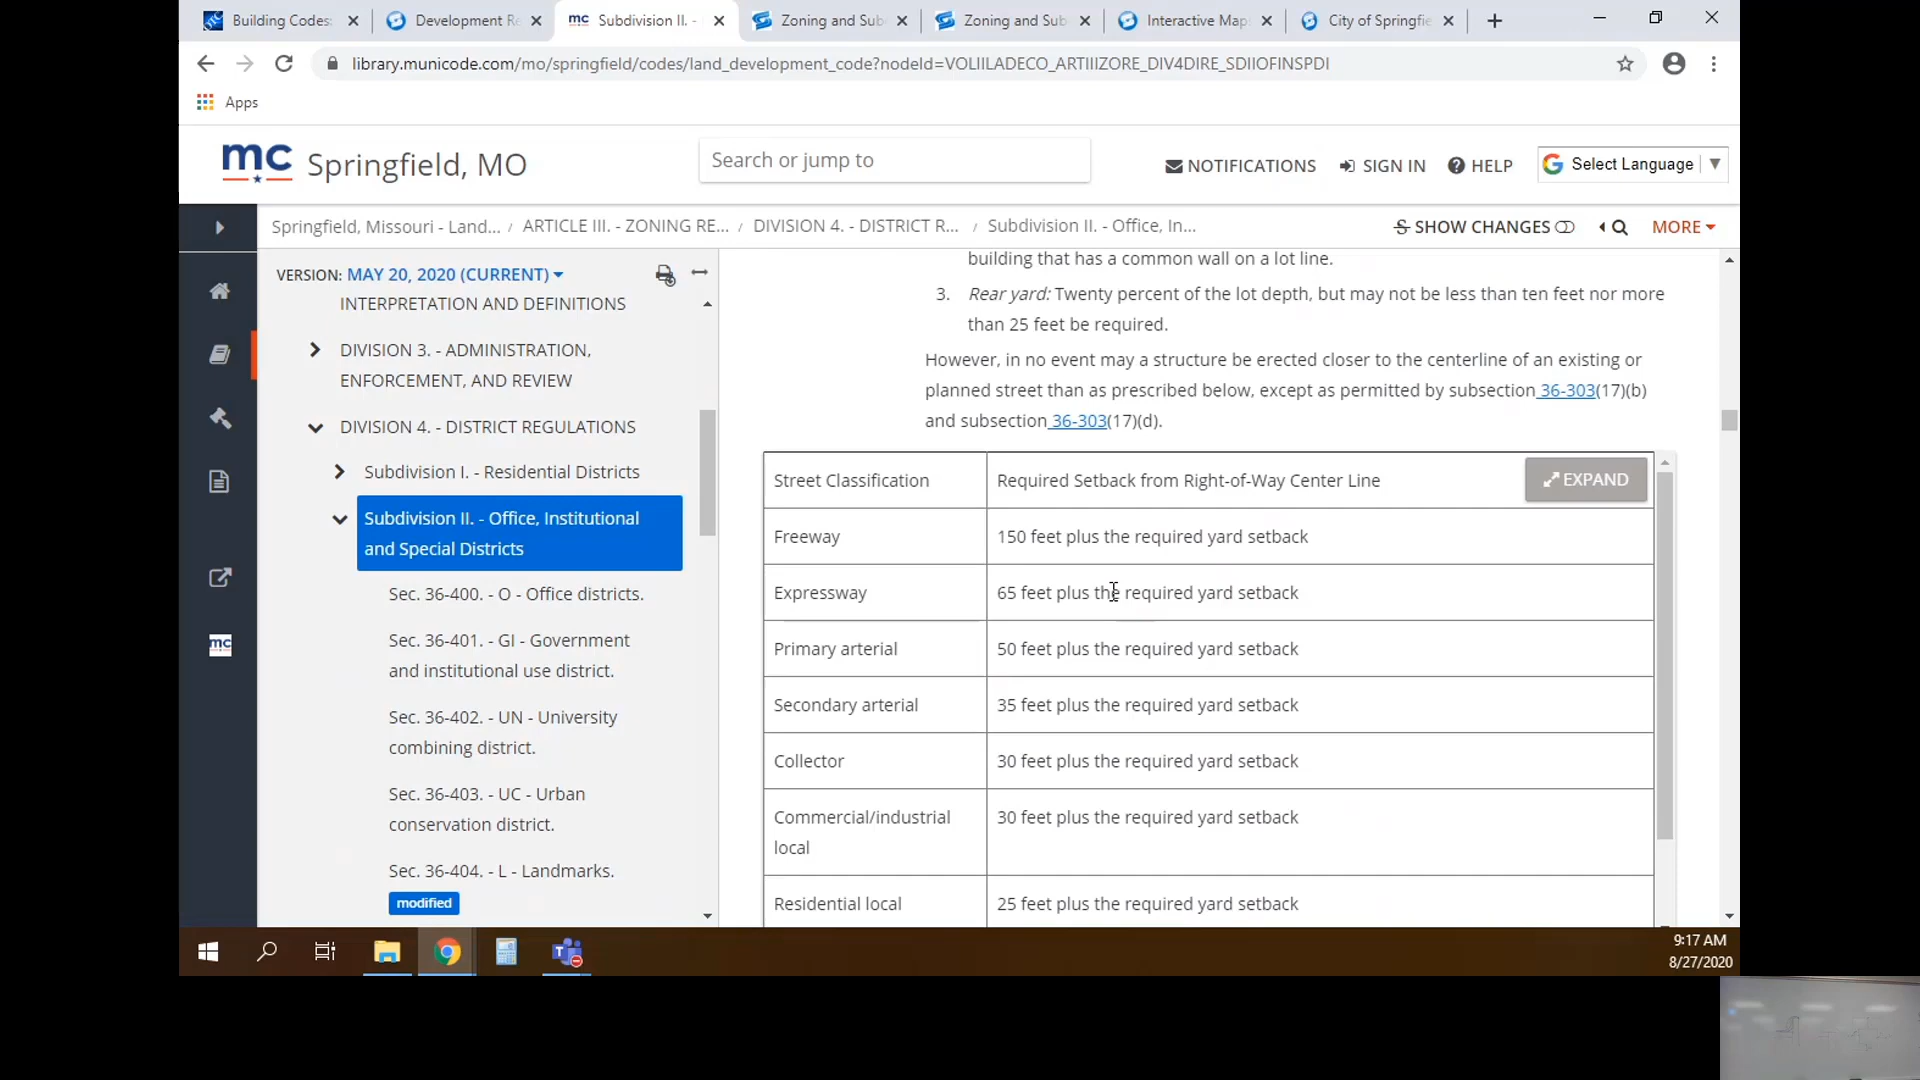 Building Codes:
Development Re
mc Subdivision II. -
Zoning and Sub
Zoning and Sub
Interactive Map
City of Springfie
library.municode.com/mo/springfield/codes/land_development_code?nodeId=VOLIILADECO_ARTIIIZORE_DIV4DIRE_SDIIOFINSPDI
Apps
mc Springfield, MO
Search or jump to
NOTIFICATIONS
SIGN IN
HELP
G Select Language
Springfield, Missouri - Land... / ARTICLE III. - ZONING RE... / DIVISION 4. - DISTRICT R... / Subdivision II. - Office, In...
SHOW CHANGES
MORE
VERSION: MAY 20, 2020 (CURRENT)
INTERPRETATION AND DEFINITIONS
DIVISION 3. - ADMINISTRATION,
ENFORCEMENT, AND REVIEW
DIVISION 4. - DISTRICT REGULATIONS
Subdivision I. - Residential Districts
Subdivision II. - Office, Institutional
and Special Districts
Sec. 36-400. - O - Office districts.
Sec. 36-401. - GI - Government
and institutional use district.
Sec. 36-402. - UN - University
combining district.
Sec. 36-403. - UC - Urban
conservation district.
Sec. 36-404. - L - Landmarks.
modified
mc
building that has a common wall on a lot line.
3. Rear yard: Twenty percent of the lot depth, but may not be less than ten feet nor more
than 25 feet be required.
However, in no event may a structure be erected closer to the centerline of an existing or
planned street than as prescribed below, except as permitted by subsection 36-303(17)(b)
and subsection 36-303(17)(d).
Street Classification Required Setback from Right-of-Way Center Line
EXPAND
Freeway 150 feet plus the required yard setback
Expressway 65 feet plus the required yard setback
Primary arterial 50 feet plus the required yard setback
Secondary arterial 35 feet plus the required yard setback
Collector 30 feet plus the required yard setback
Commercial/industrial 30 feet plus the required yard setback
local
Residential local 25 feet plus the required yard setback
9:17 AM
8/27/2020